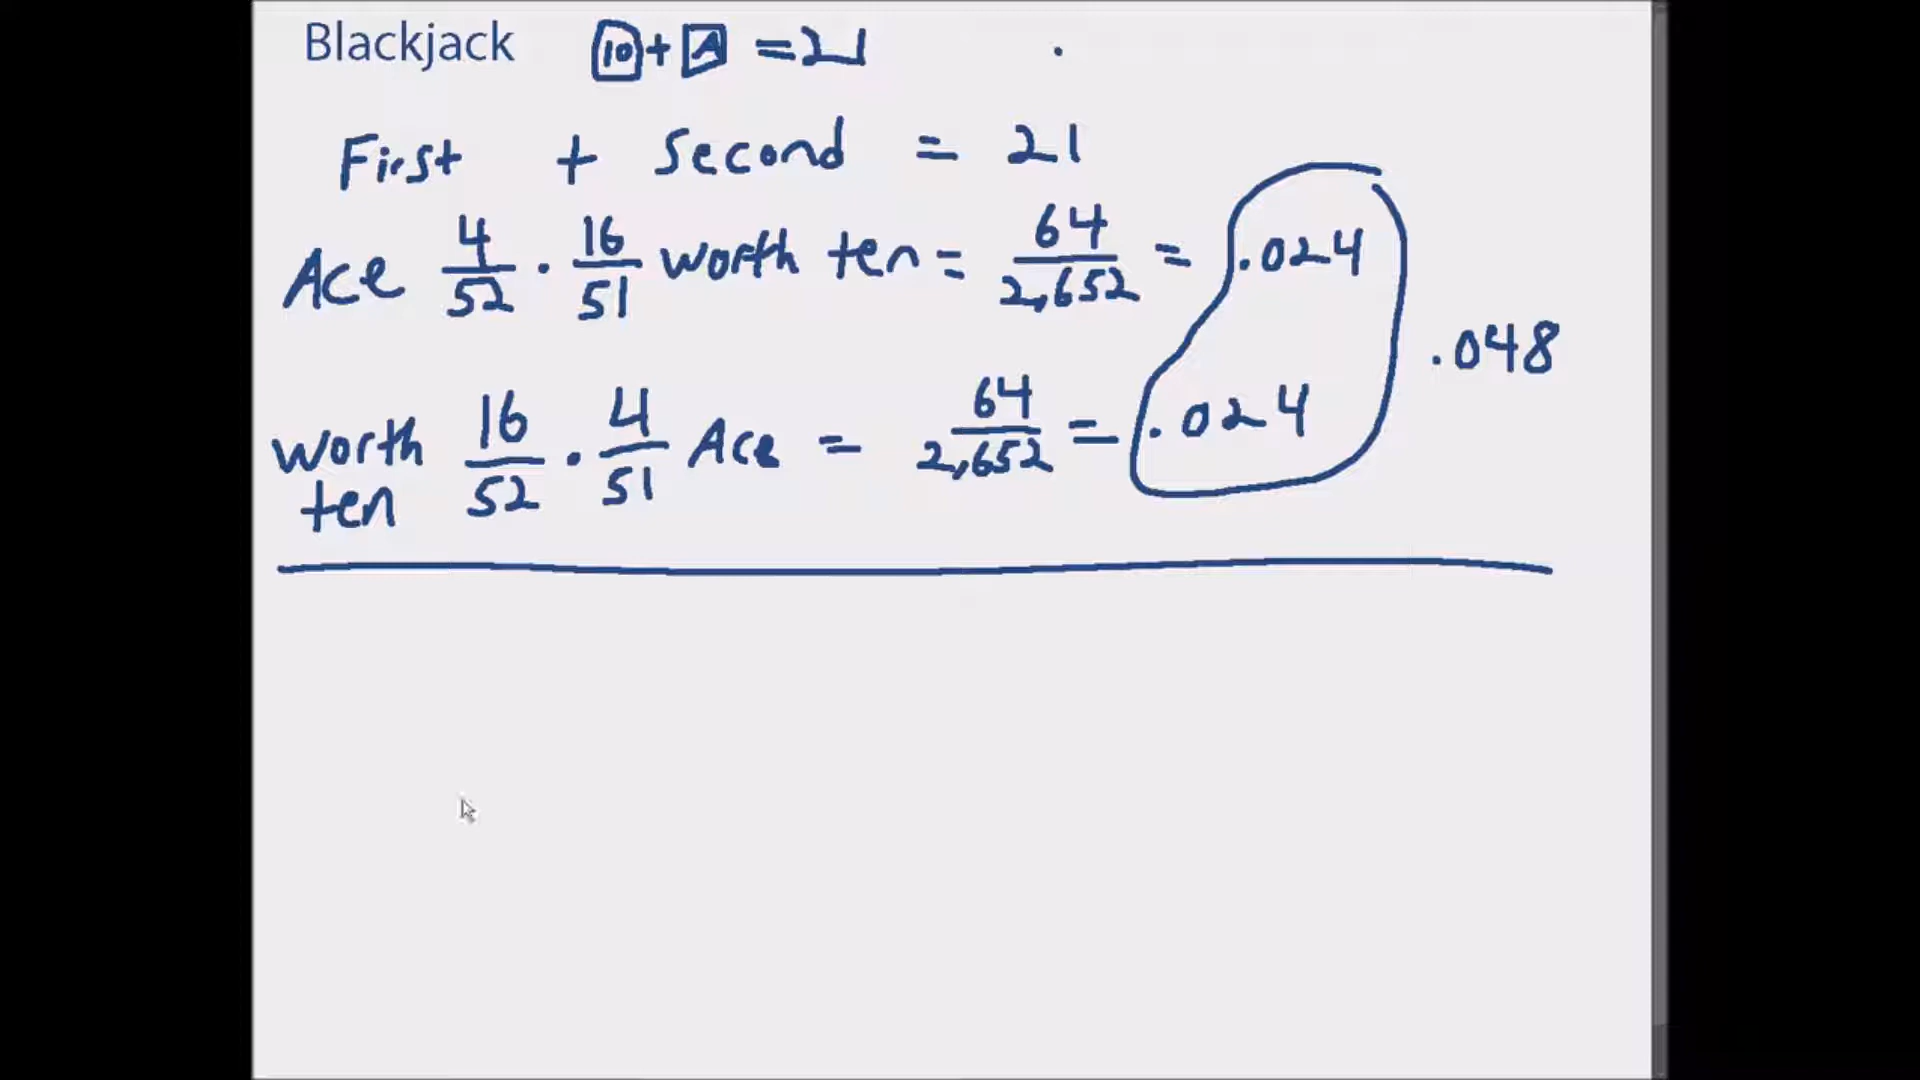 Blackjack 10 + A = 21
First + Second = 21
Ace 4/52 · 16/51 worth ten = 64/2,652 = .024
.048
worth ten 16/52 · 4/51 Ace = 64/2,652 = .024